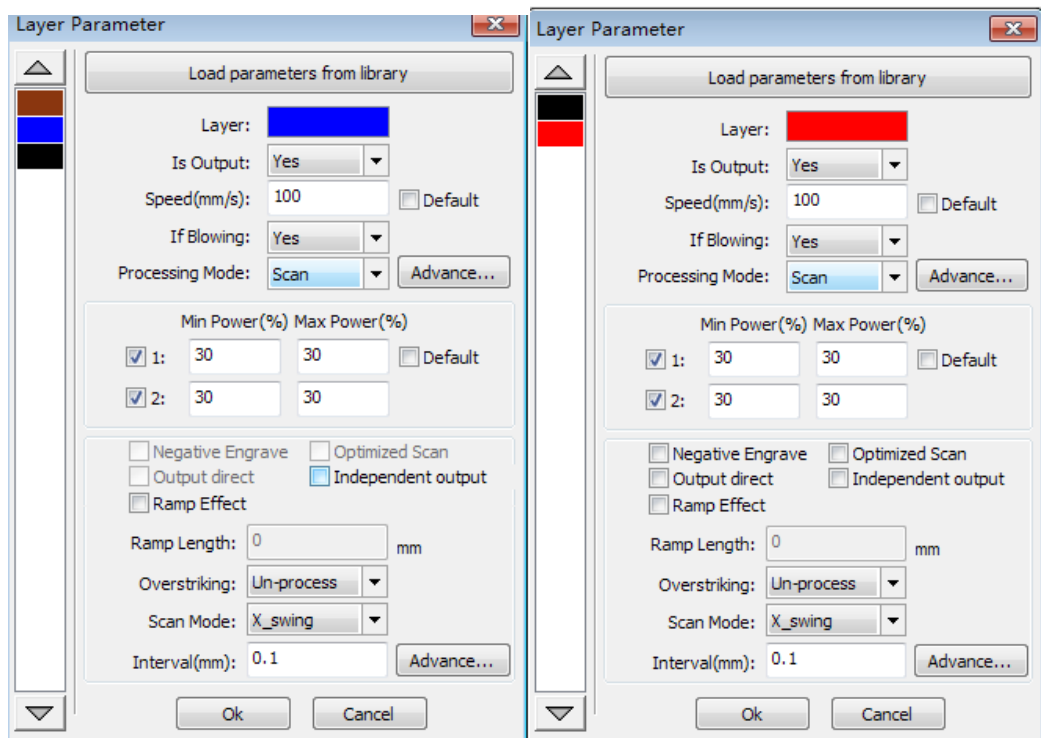 Layer Parameter
Load parameters from library
Layer:
Is Output: Yes
Speed(mm/s): 100 Default
If Blowing: Yes
Processing Mode: Scan Advance...
Min Power(%) Max Power(%)
1: 30 30 Default
2: 30 30
Negative Engrave Optimized Scan
Output direct Independent output
Ramp Effect
Ramp Length: 0 mm
Overstriking: Un-process
Scan Mode: X_swing
Interval(mm): 0.1 Advance...
Ok Cancel
Layer Parameter
Load parameters from library
Layer:
Is Output: Yes
Speed(mm/s): 100 Default
If Blowing: Yes
Processing Mode: Scan Advance...
Min Power(%) Max Power(%)
1: 30 30 Default
2: 30 30
Negative Engrave Optimized Scan
Output direct Independent output
Ramp Effect
Ramp Length: 0 mm
Overstriking: Un-process
Scan Mode: X_swing
Interval(mm): 0.1 Advance...
Ok Cancel